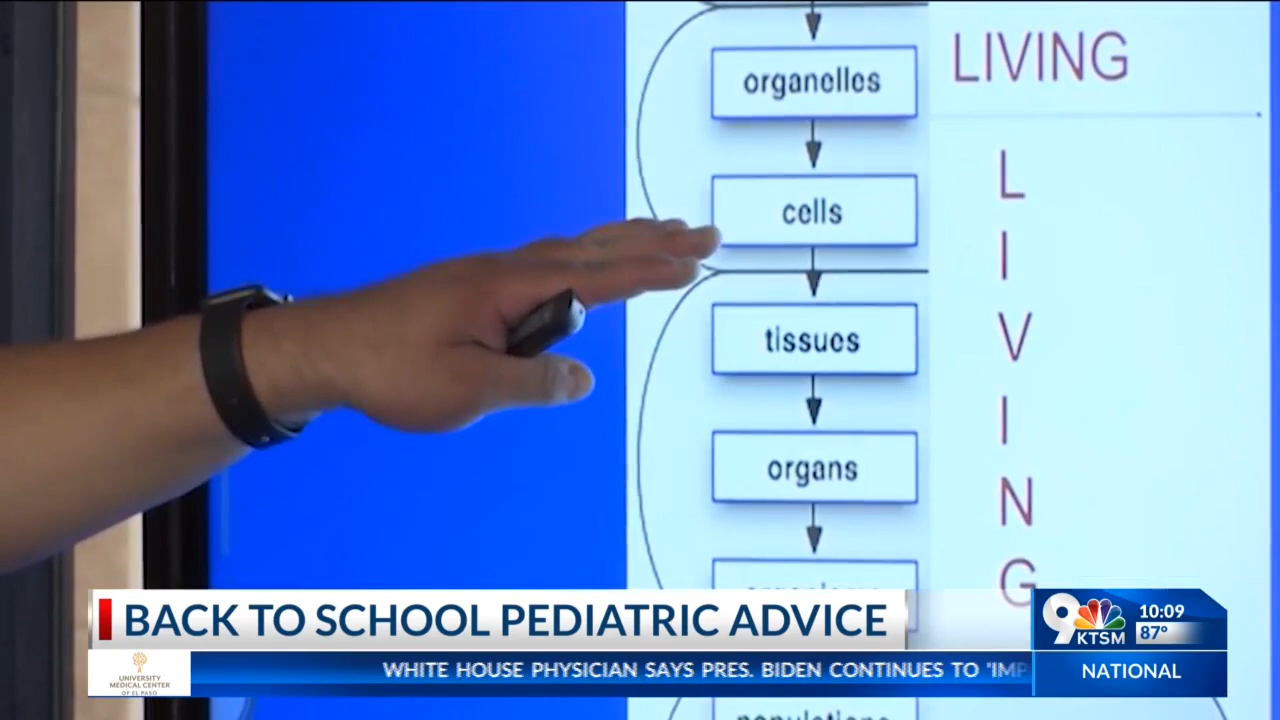 organelles
LIVING
cells
tissues
organs
L
I
V
I
N
G
BACK TO SCHOOL PEDIATRIC ADVICE
9
KTSM
10:09
87°
UNIVERSITY
MEDICAL CENTER
OF EL PASO
WHITE HOUSE PHYSICIAN SAYS PRES. BIDEN CONTINUES TO 'IMP
NATIONAL
populations